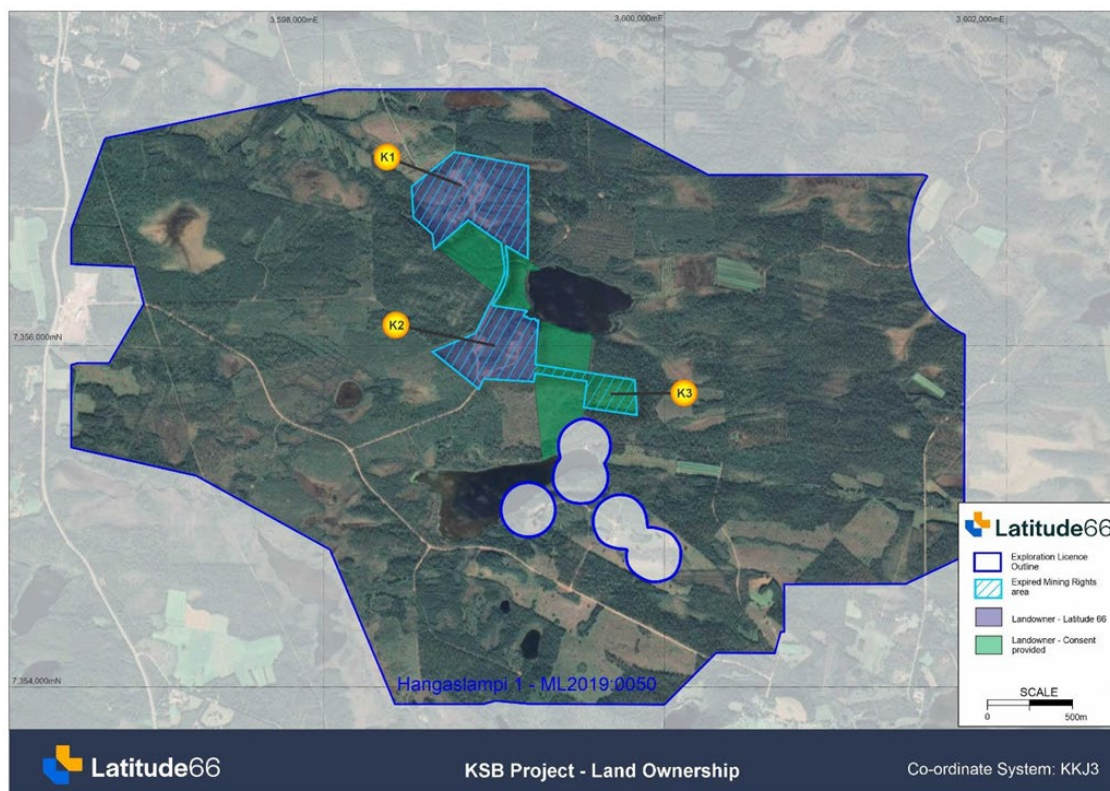 3,598,000mE
3,600,000mE
3,602,000mE
K1
K2
7,356,000mN
K3
Latitude66
Exploration Licence
Outline
Expired Mining Rights
area
Landowner - Latitude 66
Landowner - Consent
provided
SCALE
0 500m
7,354,000mN
Hangaslampi 1 - ML2019:0050
Latitude66
KSB Project - Land Ownership
Co-ordinate System: KKJ3